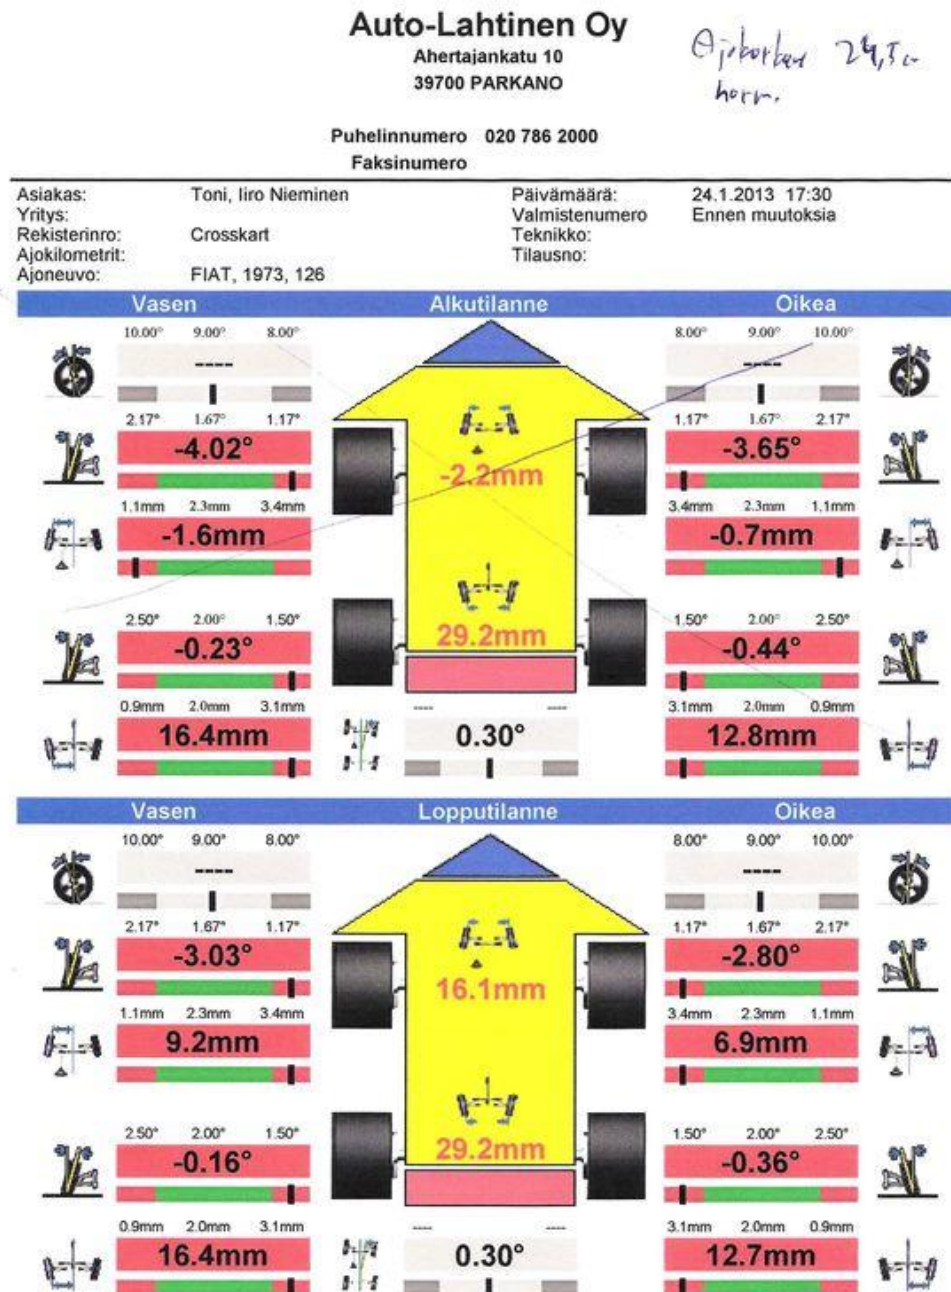 Auto-Lahtinen Oy
Ahertajankatu 10
39700 PARKANO
24,5
norm.
Puhelinnumero 020 786 2000
Faksinumero
Asiakas: Toni, Iiro Nieminen Päivämäärä: 24.1.2013 17:30
Yritys: Valmistenumero Ennen muutoksia
Rekisterinro: Crosskart Teknikko:
Ajokilometrit: Tilausno:
Ajoneuvo: FIAT, 1973, 126
Vasen Alkutilanne Oikea
10.00° 9.00° 8.00° 8.00° 9.00° 10.00°
---- ----
2.17° 1.67° 1.17° 1.17° 1.67° 2.17°
-4.02° -3.65°
-2.2mm
1.1mm 2.3mm 3.4mm 3.4mm 2.3mm 1.1mm
-1.6mm -0.7mm
2.50° 2.00° 1.50° 1.50° 2.00° 2.50°
-0.23° 29.2mm -0.44°
0.9mm 2.0mm 3.1mm ---- ---- 3.1mm 2.0mm 0.9mm
16.4mm 0.30° 12.8mm
Vasen Lopputilanne Oikea
10.00° 9.00° 8.00° 8.00° 9.00° 10.00°
---- ----
2.17° 1.67° 1.17° 1.17° 1.67° 2.17°
-3.03° -2.80°
16.1mm
1.1mm 2.3mm 3.4mm 3.4mm 2.3mm 1.1mm
9.2mm 6.9mm
2.50° 2.00° 1.50° 1.50° 2.00° 2.50°
-0.16° 29.2mm -0.36°
0.9mm 2.0mm 3.1mm ---- ---- 3.1mm 2.0mm 0.9mm
16.4mm 0.30° 12.7mm